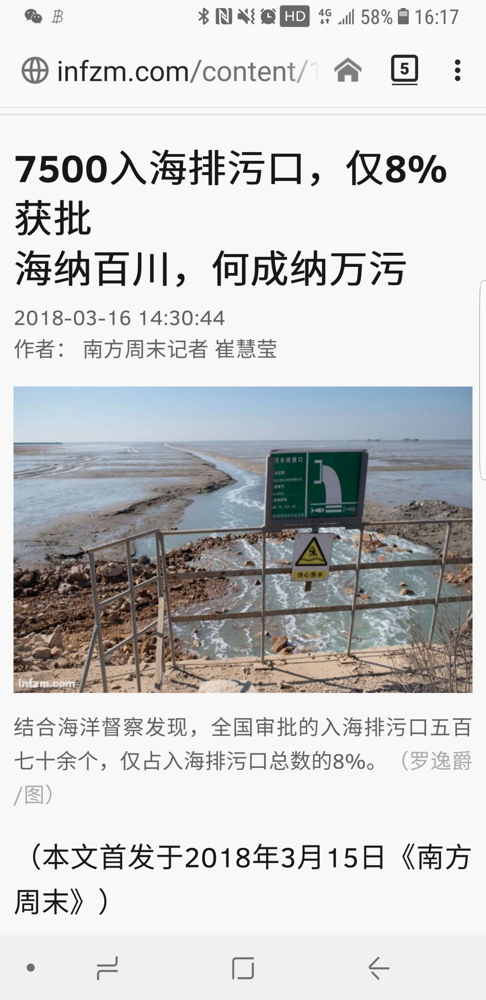 HD 4G 58% 16:17
infzm.com/content/1
5
7500入海排污口，仅8%
获批
海纳百川，何成纳万污
2018-03-16 14:30:44
作者： 南方周末记者 崔慧莹
污水排放口
当心落水
infzm.com
结合海洋督察发现，全国审批的入海排污口五百
七十余个，仅占入海排污口总数的8%。（罗逸爵
/图）
（本文首发于2018年3月15日《南方
周末》）